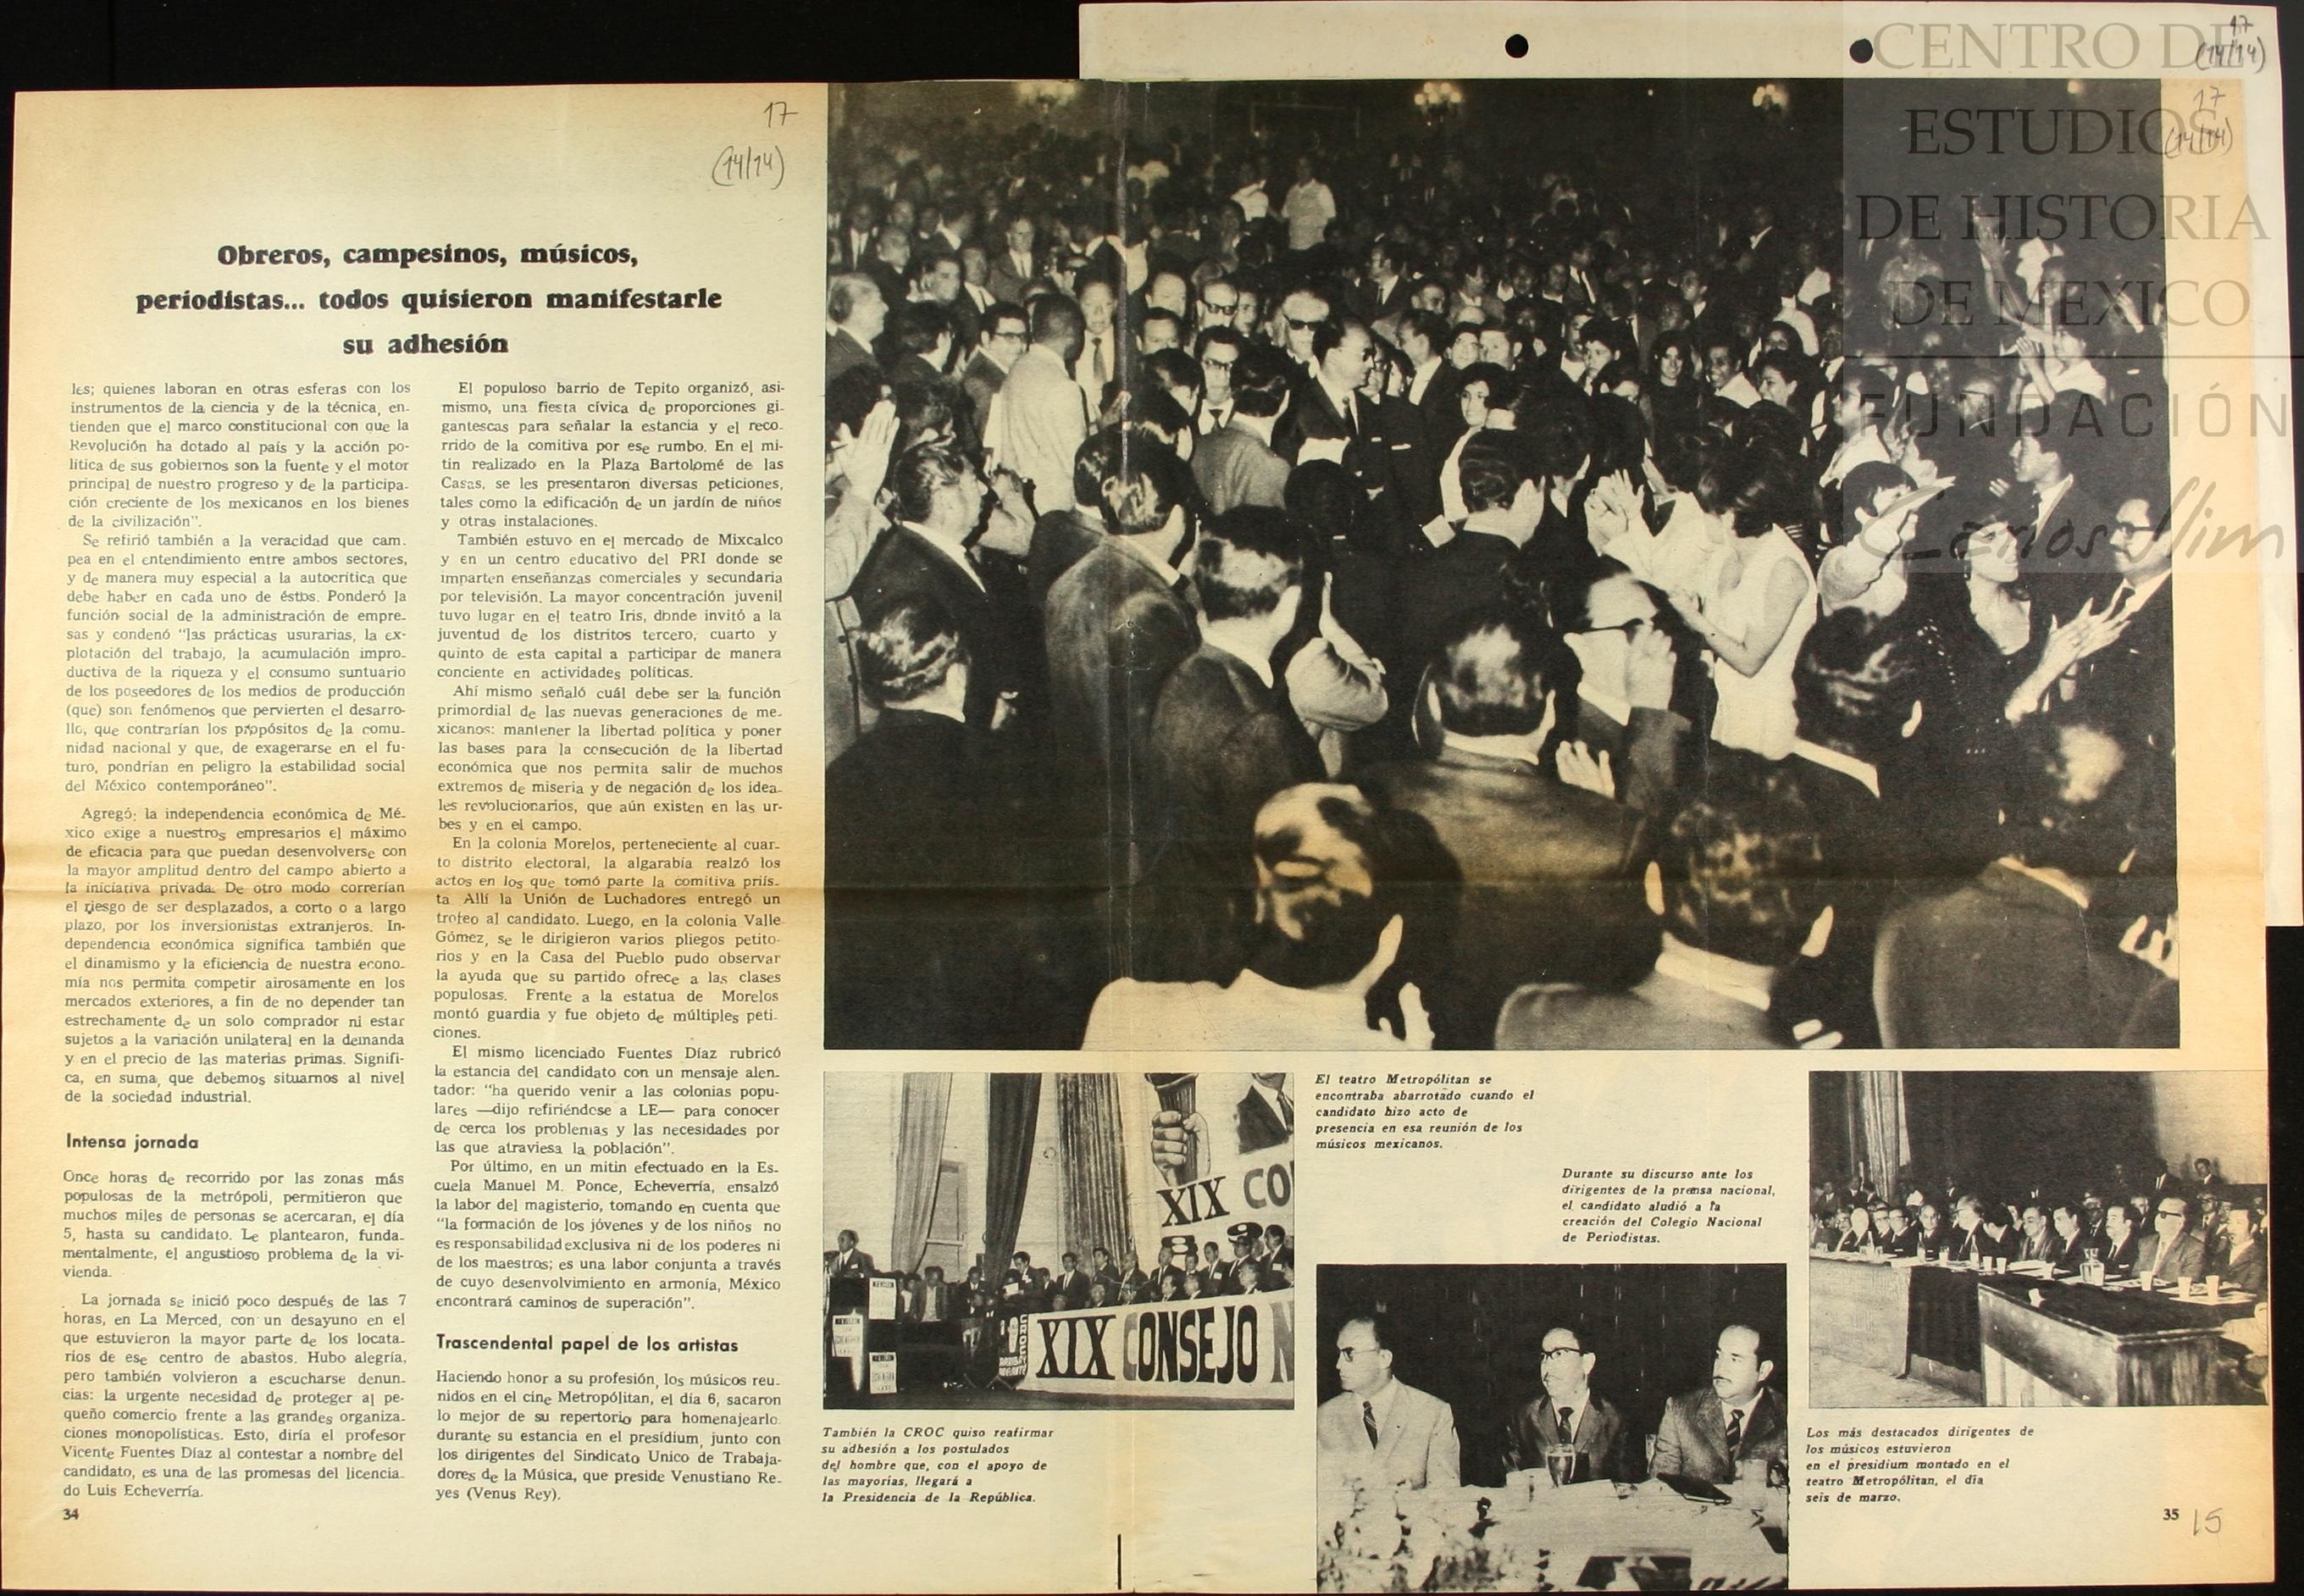 17
(14/14)
Obreros, campesinos, músicos,
periodistas... todos quisieron manifestarle
su adhesión
les; quienes laboran en otras esferas con los
instrumentos de la ciencia y de la técnica, en-
tienden que el marco constitucional con que la
Revolución ha dotado al país y la acción po-
lítica de sus gobiernos son la fuente y el motor
principal de nuestro progreso y de la participa-
ción creciente de los mexicanos en los bienes
de la civilización".
Se refirió también a la veracidad que cam-
pea en el entendimiento entre ambos sectores,
y de manera muy especial a la autocrítica que
debe haber en cada uno de éstos. Ponderó la
función social de la administración de empre-
sas y condenó "las prácticas usurarias, la ex-
plotación del trabajo, la acumulación impro-
ductiva de la riqueza y el consumo suntuario
de los poseedores de los medios de producción
(que) son fenómenos que pervierten el desarro-
llo, que contrarían los propósitos de la comu-
nidad nacional y que, de exagerarse en el fu-
turo, pondrían en peligro la estabilidad social
del México contemporáneo".
Agregó: la independencia económica de Mé-
xico exige a nuestros empresarios el máximo
de eficacia para que puedan desenvolverse con
la mayor amplitud dentro del campo abierto a
la iniciativa privada. De otro modo correrían
el riesgo de ser desplazados, a corto o a largo
plazo, por los inversionistas extranjeros. In-
dependencia económica significa también que
el dinamismo y la eficiencia de nuestra econo-
mía nos permita competir airosamente en los
mercados exteriores, a fin de no depender tan
estrechamente de un solo comprador ni estar
sujetos a la variación unilateral en la demanda
y en el precio de las materias primas. Signifi-
ca, en suma, que debemos situarnos al nivel
de la sociedad industrial.
Intensa jornada
Once horas de recorrido por las zonas más
populosas de la metrópoli, permitieron que
muchos miles de personas se acercaran, el día
5, hasta su candidato. Le plantearon, funda-
mentalmente, el angustioso problema de la vi-
vienda.
La jornada se inició poco después de las 7
horas, en La Merced, con un desayuno en el
que estuvieron la mayor parte de los locata-
rios de ese centro de abastos. Hubo alegría,
pero también volvieron a escucharse denun-
cias: la urgente necesidad de proteger al pe-
queño comercio frente a las grandes organiza-
ciones monopolísticas. Esto, diría el profesor
Vicente Fuentes Díaz al contestar a nombre del
candidato, es una de las promesas del licencia-
do Luis Echeverría.
34
El populoso barrio de Tepito organizó, asi-
mismo, una fiesta cívica de proporciones gi-
gantescas para señalar la estancia y el reco-
rrido de la comitiva por ese rumbo. En el mi-
tin realizado en la Plaza Bartolomé de las
Casas, se les presentaron diversas peticiones,
tales como la edificación de un jardín de niños
y otras instalaciones.
También estuvo en el mercado de Mixcalco
y en un centro educativo del PRI donde se
imparten enseñanzas comerciales y secundaria
por televisión. La mayor concentración juvenil
tuvo lugar en el teatro Iris, donde invitó a la
juventud de los distritos tercero, cuarto y
quinto de esta capital a participar de manera
conciente en actividades políticas.
Ahí mismo señaló cuál debe ser la función
primordial de las nuevas generaciones de me-
xicanos: mantener la libertad política y poner
las bases para la consecución de la libertad
económica que nos permita salir de muchos
extremos de miseria y de negación de los idea-
les revolucionarios, que aún existen en las ur-
bes y en el campo.
En la colonia Morelos, perteneciente al cuar-
to distrito electoral, la algarabía realzó los
actos en los que tomó parte la comitiva priís-
ta. Allí la Unión de Luchadores entregó un
trofeo al candidato. Luego, en la colonia Valle
Gómez, se le dirigieron varios pliegos petito-
rios y en la Casa del Pueblo pudo observar
la ayuda que su partido ofrece a las clases
populosas. Frente a la estatua de Morelos
montó guardia y fue objeto de múltiples peti-
ciones.
El mismo licenciado Fuentes Díaz rubricó
la estancia del candidato con un mensaje alen-
tador: "ha querido venir a las colonias popu-
lares —dijo refiriéndose a LE— para conocer
de cerca los problemas y las necesidades por
las que atraviesa la población".
Por último, en un mitin efectuado en la Es-
cuela Manuel M. Ponce, Echeverría, ensalzó
la labor del magisterio, tomando en cuenta que
"la formación de los jóvenes y de los niños no
es responsabilidad exclusiva ni de los poderes ni
de los maestros; es una labor conjunta a través
de cuyo desenvolvimiento en armonía, México
encontrará caminos de superación".
Trascendental papel de los artistas
Haciendo honor a su profesión, los músicos reu-
nidos en el cine Metropólitan, el día 6, sacaron
lo mejor de su repertorio para homenajearlo
durante su estancia en el presídium, junto con
los dirigentes del Sindicato Unico de Trabaja-
dores de la Música, que preside Venustiano Re-
yes (Venus Rey).
17
(14/14)
17
(14/14)
CENTRO DE
ESTUDIOS
DE HISTORIA
DE MEXICO
FUNDACIÓN
Carlos Slim
XIX CO
XIX CONSEJO N
También la CROC quiso reafirmar
su adhesión a los postulados
del hombre que, con el apoyo de
las mayorías, llegará a
la Presidencia de la República.
El teatro Metropólitan se
encontraba abarrotado cuando el
candidato hizo acto de
presencia en esa reunión de los
músicos mexicanos.
Durante su discurso ante los
dirigentes de la prensa nacional,
el candidato aludió a la
creación del Colegio Nacional
de Periodistas.
Los más destacados dirigentes de
los músicos estuvieron
en el presidium montado en el
teatro Metropólitan, el día
seis de marzo.
35
15